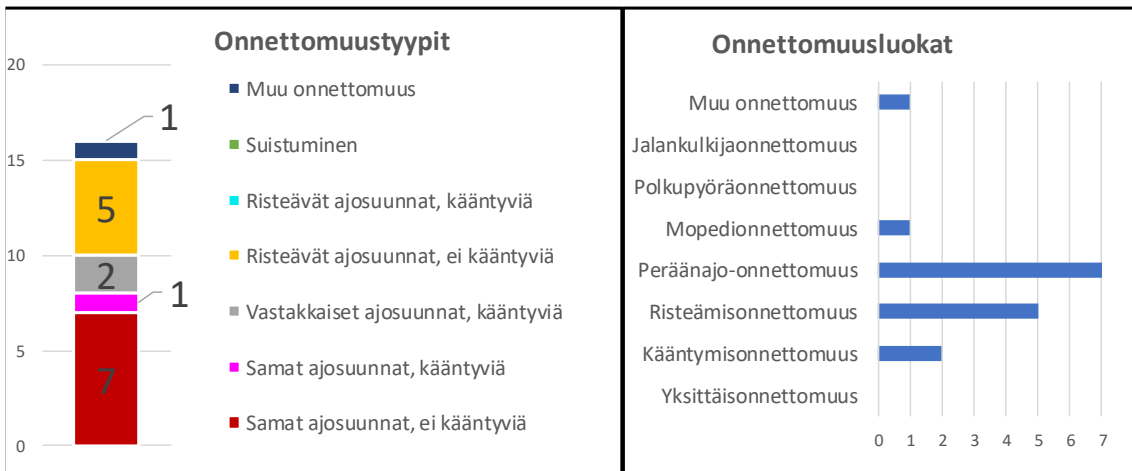 Onnettomuustyypit
20
15
10
5
0
1
5
2
1
7
Muu onnettomuus
Suistuminen
Risteävät ajosuunnat, kääntyviä
Risteävät ajosuunnat, ei kääntyviä
Vastakkaiset ajosuunnat, kääntyviä
Samat ajosuunnat, kääntyviä
Samat ajosuunnat, ei kääntyviä
Onnettomuusluokat
Muu onnettomuus
Jalankulkijaonnettomuus
Polkupyöräonnettomuus
Mopedionnettomuus
Peräänajo-onnettomuus
Risteämisonnettomuus
Kääntymisonnettomuus
Yksittäisonnettomuus
0 1 2 3 4 5 6 7